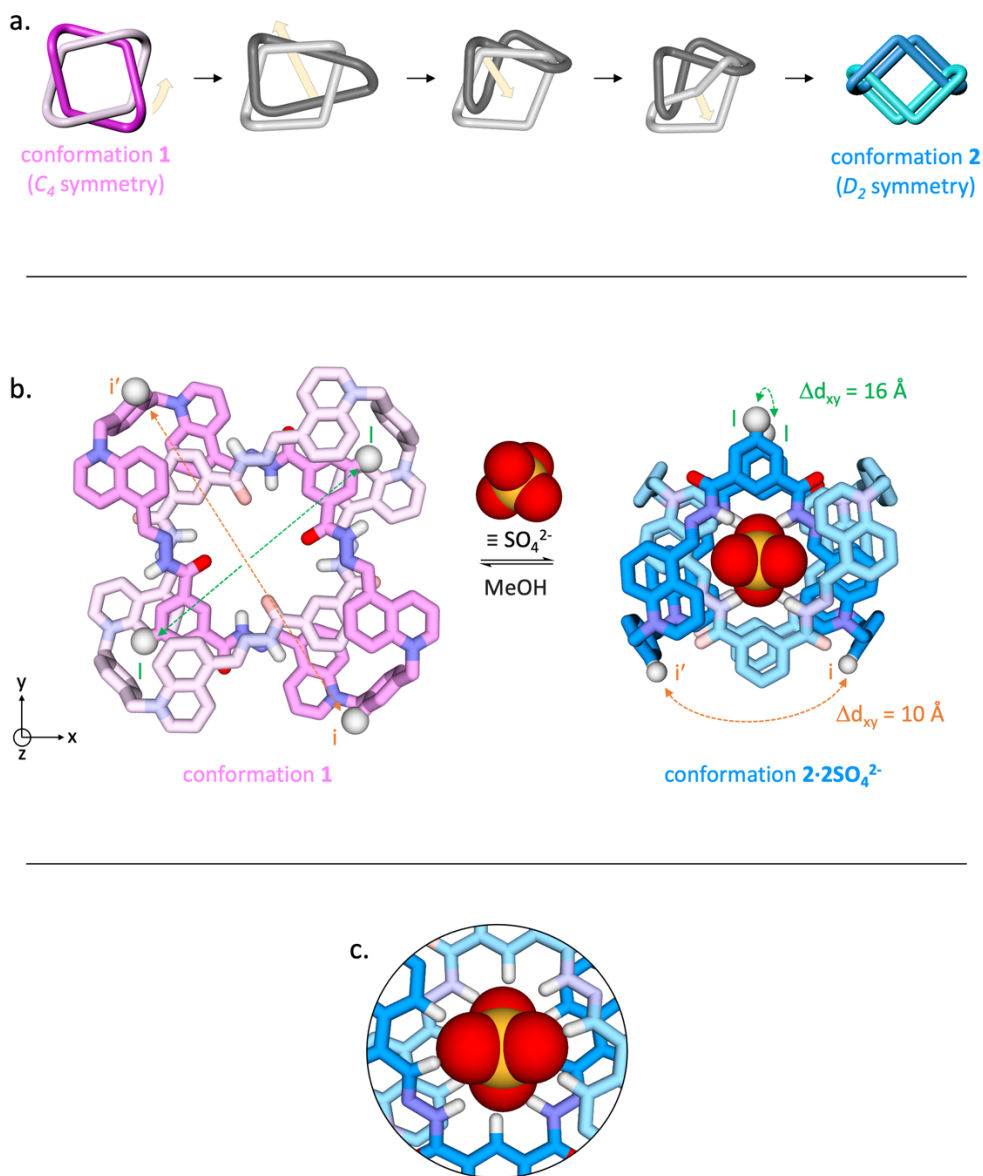 a.
conformation 1
(C4 symmetry)
conformation 2
(D2 symmetry)
b.
i′
I
I
i
y
x
z
conformation 1
≡ SO₄²⁻
MeOH
I
I
Δdxy = 16 Å
i′
i
Δdxy = 10 Å
conformation 2·2SO₄²⁻
c.